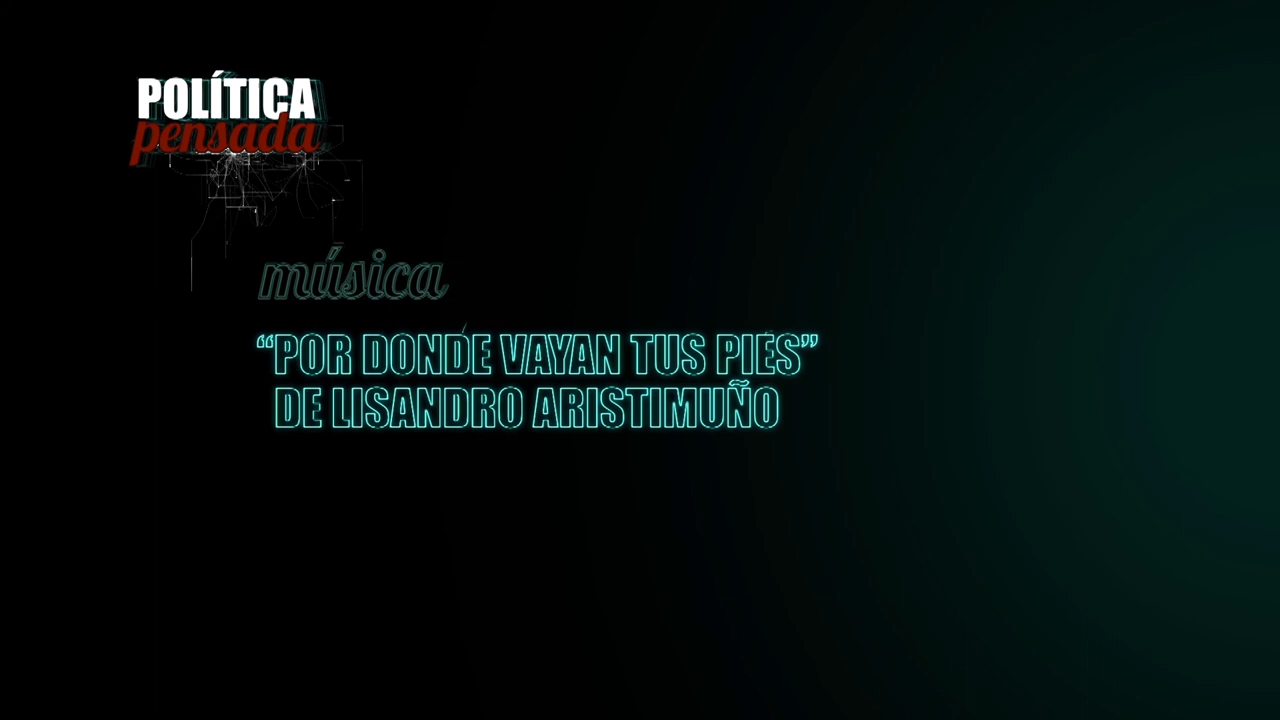 POLÍTICA
pensada
música
“POR DONDE VAYAN TUS PIES”
DE LISANDRO ARISTIMUÑO